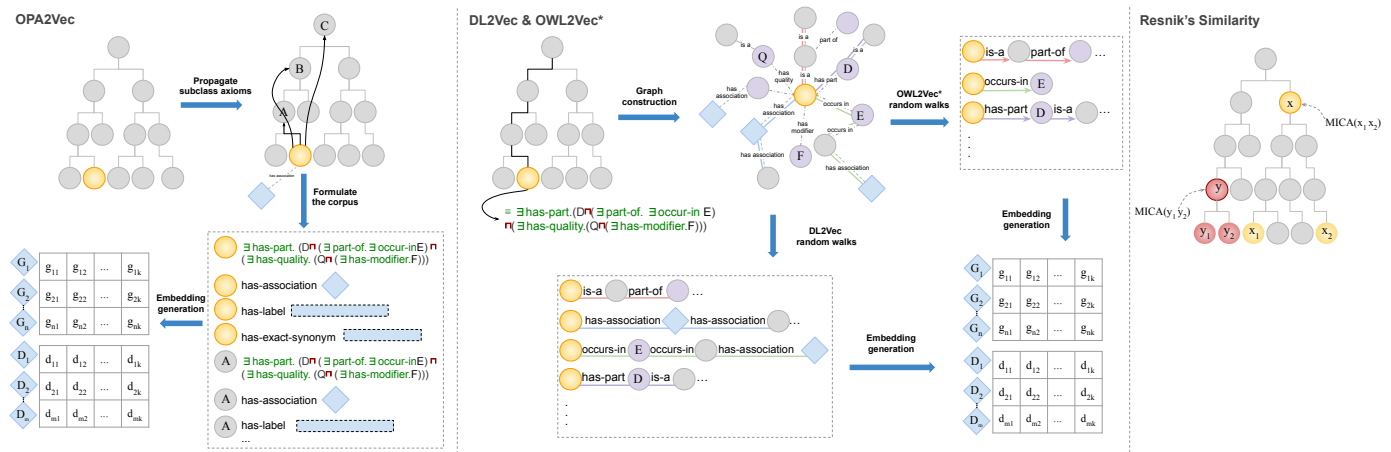 OPA2Vec
Propagate
subclass axioms
C
B
A
has association
Formulate
the corpus
∃ has-part. (D⊓ ( ∃ part-of. ∃ occur-inE) ⊓
(∃ has-quality. (Q⊓ (∃ has-modifier.F)))
has-association
has-label
has-exact-synonym
A ∃ has-part. (D⊓ ( ∃ part-of. ∃ occur-inE) ⊓
(∃ has-quality. (Q⊓ (∃ has-modifier.F)))
A has-association
A has-label
...
Embedding
generation
G1 g11 g12 ... g1k
G2 g21 g22 ... g2k
Gn gn1 gn2 ... gnk
D1 d11 d12 ... d1k
D2 d21 d22 ... d2k
Dm dm1 dm2 ... dmk
DL2Vec & OWL2Vec*
≡ ∃ has-part.(D⊓( ∃ part-of. ∃ occur-in E)
⊓(∃ has-quality.(Q⊓(∃ has-modifier.F)))
Graph
construction
is a
is a
part of
is a
Q
D
has
quality
is a
has part
has
association
has
association
occurs in
E
has
modifier
occurs in
F
has association
has association
OWL2Vec*
random walks
is-a part-of ...
occurs-in E
has-part D is-a ...
.
.
.
DL2Vec
random walks
is-a part-of ...
has-association has-association ...
occurs-in E occurs-in has-association
has-part D is-a ...
.
.
.
Embedding
generation
Embedding
generation
G1 g11 g12 ... g1k
G2 g21 g22 ... g2k
Gn gn1 gn2 ... gnk
D1 d11 d12 ... d1k
D2 d21 d22 ... d2k
Dm dm1 dm2 ... dmk
Resnik's Similarity
x
MICA(x1 x2)
y
MICA(y1 y2)
y1 y2 x1 x2